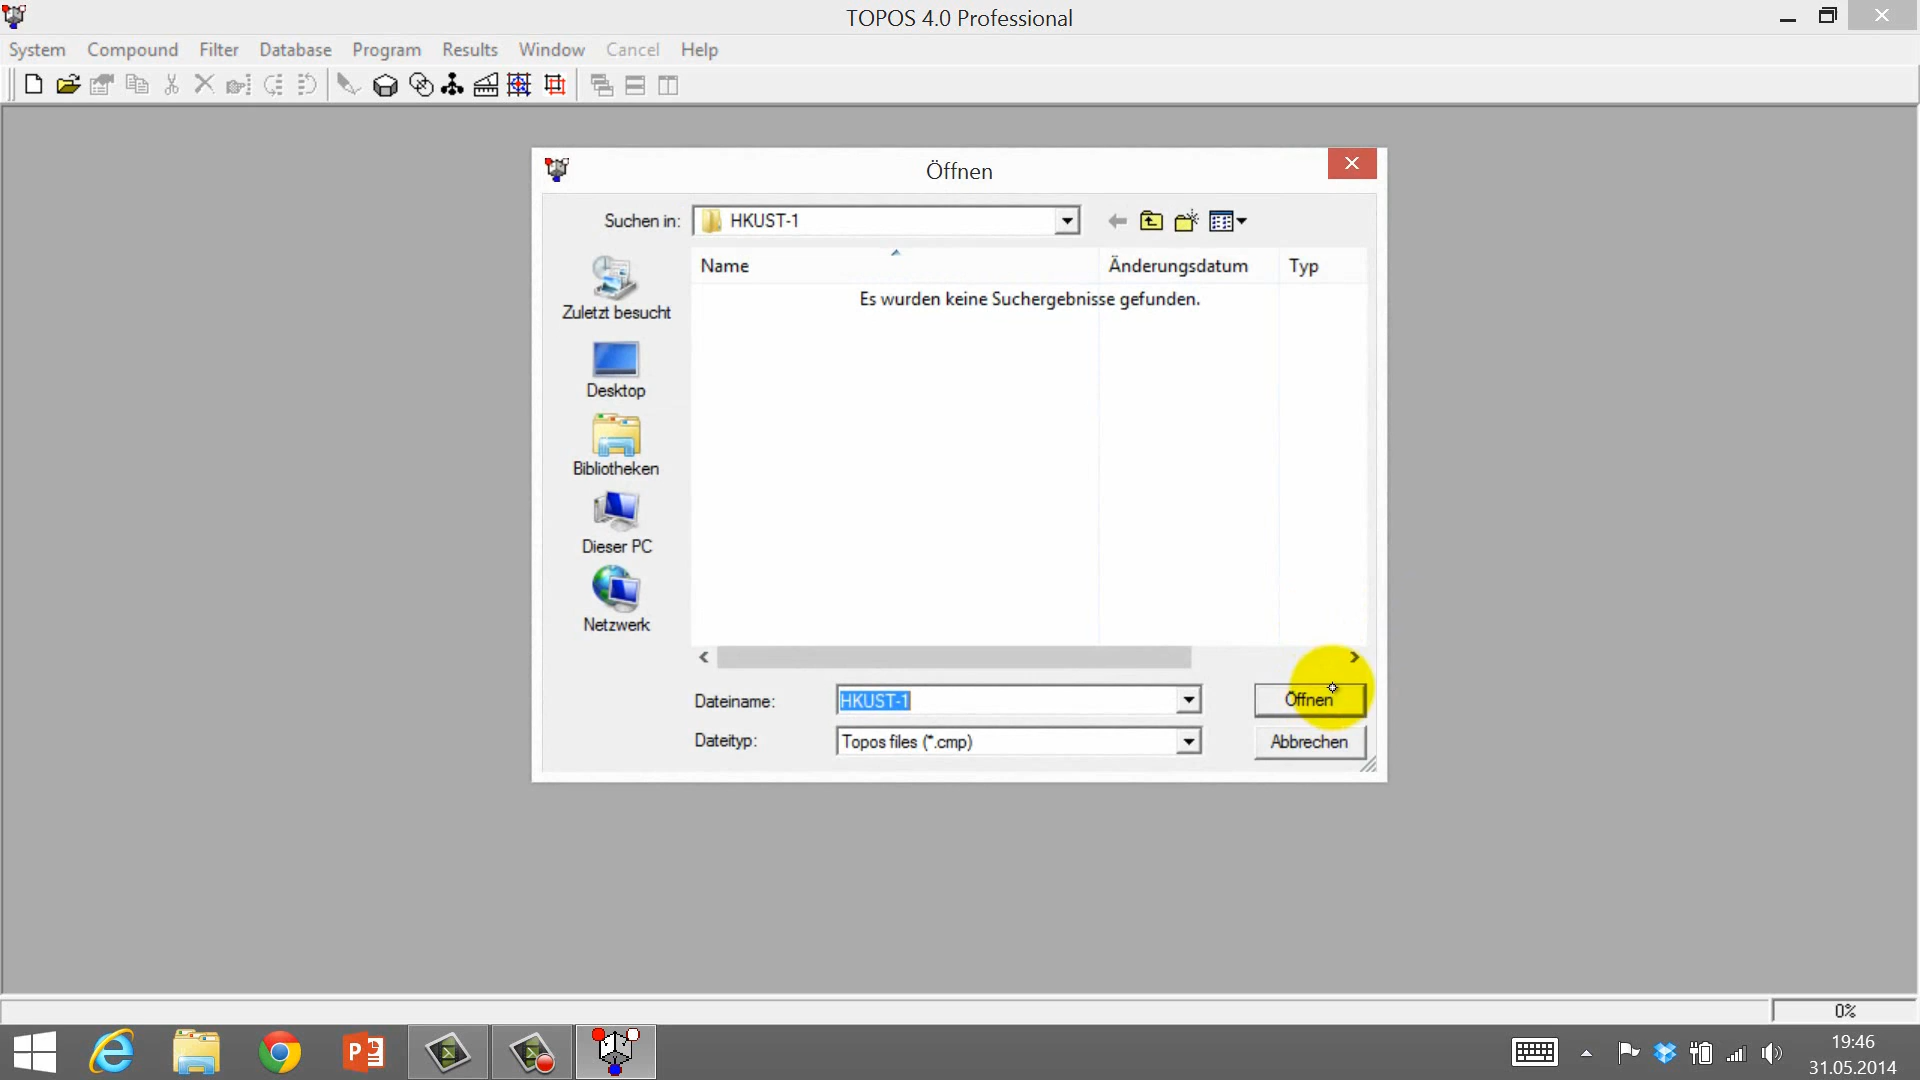 TOPOS 4.0 Professional
System Compound Filter Database Program Results Window Cancel Help
Öffnen
Suchen in: HKUST-1
Name Änderungsdatum Typ
Es wurden keine Suchergebnisse gefunden.
Zuletzt besucht
Desktop
Bibliotheken
Dieser PC
Netzwerk
Dateiname: HKUST-1 Öffnen
Dateityp: Topos files (*.cmp) Abbrechen
0%
19:46
31.05.2014